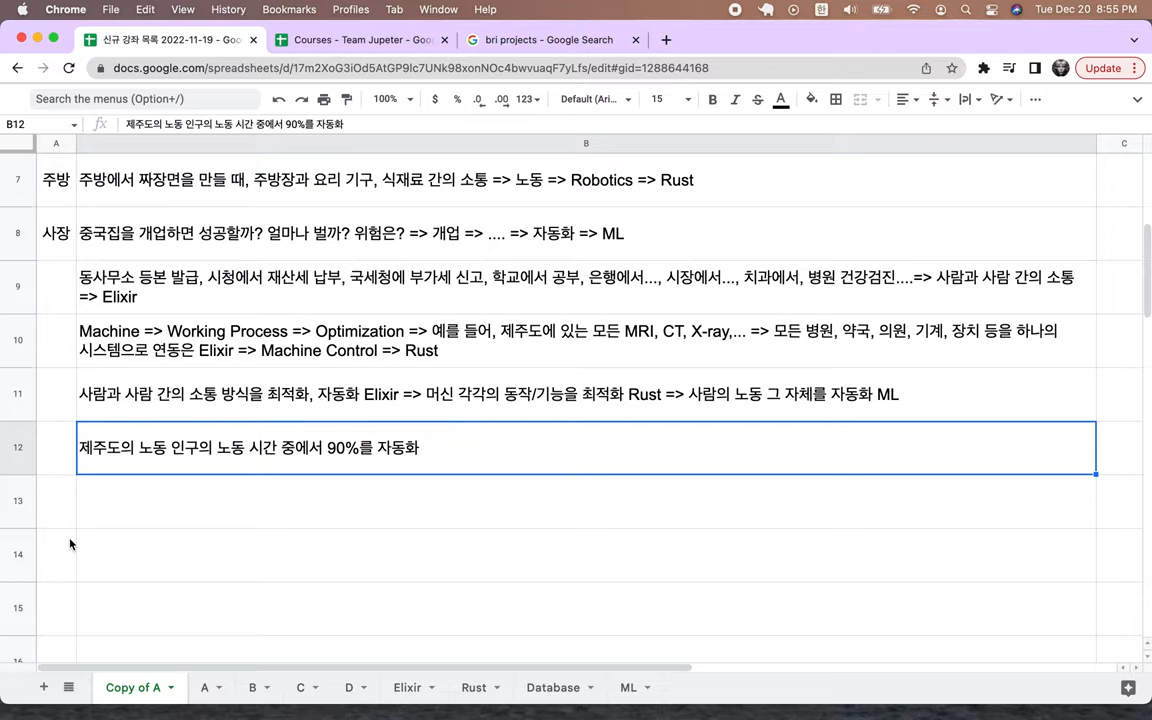 Chrome File Edit View History Bookmarks Profiles Tab Window Help 한 Tue Dec 20 8:55 PM
신규 강좌 목록 2022-11-19 - Goo Courses - Team Jupeter - Goo bri projects - Google Search
docs.google.com/spreadsheets/d/17m2XoG3iOd5AtGP9lc7UNk98xonNOc4bwvuaqF7yLfs/edit#gid=1288644168 Update
Search the menus (Option+/) 100% $ % .0 .00 123 Default (Ari... 15 B I S A
B12 fx 제주도의 노동 인구의 노동 시간 중에서 90%를 자동화
A B C
7 주방 주방에서 짜장면을 만들 때, 주방장과 요리 기구, 식재료 간의 소통 => 노동 => Robotics => Rust
8 사장 중국집을 개업하면 성공할까? 얼마나 벌까? 위험은? => 개업 => .... => 자동화 => ML
9 동사무소 등본 발급, 시청에서 재산세 납부, 국세청에 부가세 신고, 학교에서 공부, 은행에서..., 시장에서..., 치과에서, 병원 건강검진....=> 사람과 사람 간의 소통
=> Elixir
10 Machine => Working Process => Optimization => 예를 들어, 제주도에 있는 모든 MRI, CT, X-ray,... => 모든 병원, 약국, 의원, 기계, 장치 등을 하나의
시스템으로 연동은 Elixir => Machine Control => Rust
11 사람과 사람 간의 소통 방식을 최적화, 자동화 Elixir => 머신 각각의 동작/기능을 최적화 Rust => 사람의 노동 그 자체를 자동화 ML
12 제주도의 노동 인구의 노동 시간 중에서 90%를 자동화
13
14
15
16
Copy of A A B C D Elixir Rust Database ML